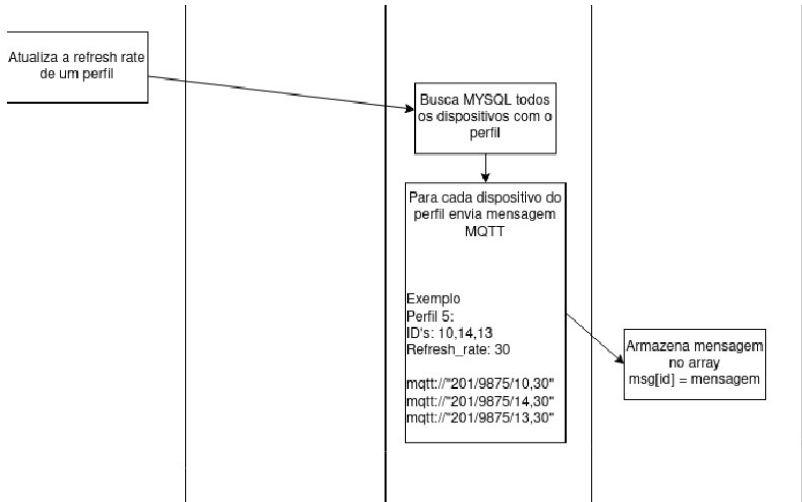 Atualiza a refresh rate
de um perfil
Busca MYSQL todos
os dispositivos com o
perfil
Para cada dispositivo do
perfil envia mensagem
MQTT
Exemplo
Perfil 5:
ID's: 10,14,13
Refresh_rate: 30
mqtt://"201/9875/10,30"
mqtt://"201/9875/14,30"
mqtt://"201/9875/13,30"
Armazena mensagem
no array
msg[id] = mensagem